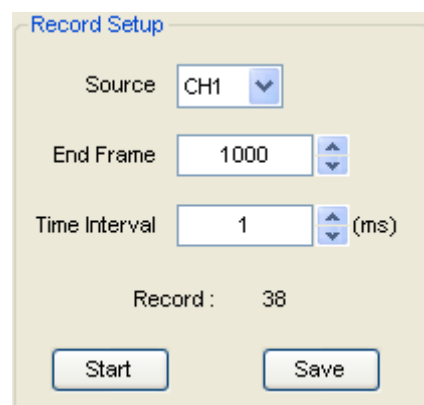 Record Setup
Source CH1
End Frame 1000
Time Interval 1 (ms)
Record : 38
Start Save